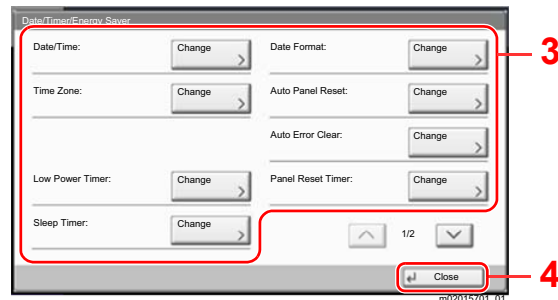 Date/Timer/Energy Saver
Date/Time: Change Date Format: Change 3
Time Zone: Change Auto Panel Reset: Change
Auto Error Clear: Change
Low Power Timer: Change Panel Reset Timer: Change
Sleep Timer: Change 1/2
Close 4
m02015701_01